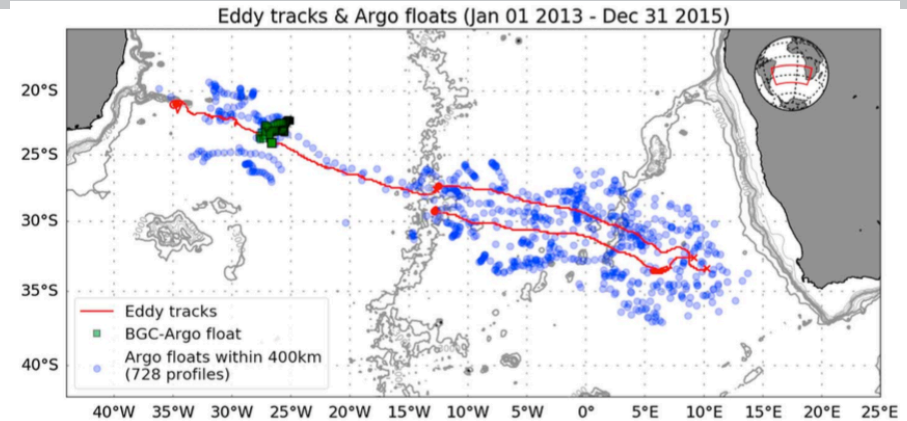 Eddy tracks & Argo floats (Jan 01 2013 - Dec 31 2015)
20°S
25°S
30°S
35°S
40°S
Eddy tracks
BGC-Argo float
Argo floats within 400km
(728 profiles)
40°W 35°W 30°W 25°W 20°W 15°W 10°W 5°W 0° 5°E 10°E 15°E 20°E 25°E